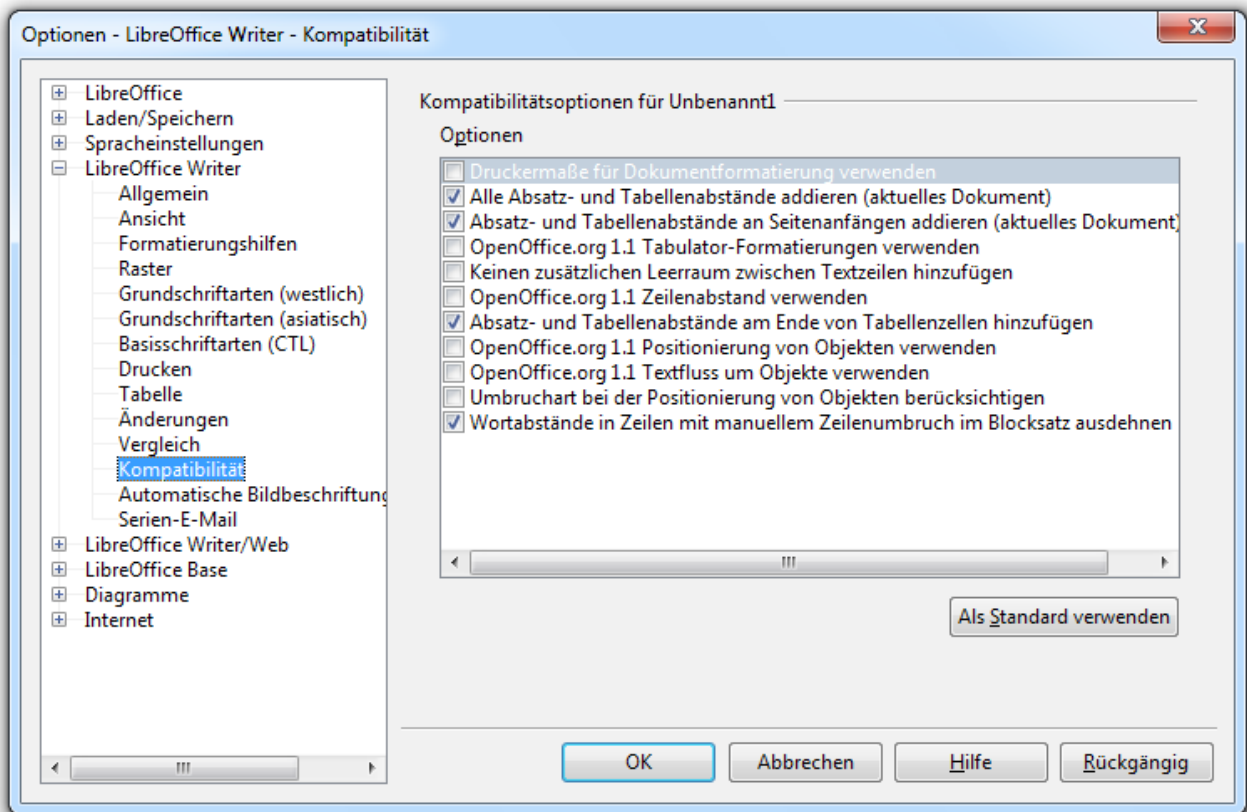 Optionen - LibreOffice Writer - Kompatibilität
LibreOffice
Laden/Speichern
Spracheinstellungen
LibreOffice Writer
Allgemein
Ansicht
Formatierungshilfen
Raster
Grundschriftarten (westlich)
Grundschriftarten (asiatisch)
Basisschriftarten (CTL)
Drucken
Tabelle
Änderungen
Vergleich
Kompatibilität
Automatische Bildbeschriftung
Serien-E-Mail
LibreOffice Writer/Web
LibreOffice Base
Diagramme
Internet
Kompatibilitätsoptionen für Unbenannt1
Optionen
Druckermaße für Dokumentformatierung verwenden
Alle Absatz- und Tabellenabstände addieren (aktuelles Dokument)
Absatz- und Tabellenabstände an Seitenanfängen addieren (aktuelles Dokument)
OpenOffice.org 1.1 Tabulator-Formatierungen verwenden
Keinen zusätzlichen Leerraum zwischen Textzeilen hinzufügen
OpenOffice.org 1.1 Zeilenabstand verwenden
Absatz- und Tabellenabstände am Ende von Tabellenzellen hinzufügen
OpenOffice.org 1.1 Positionierung von Objekten verwenden
OpenOffice.org 1.1 Textfluss um Objekte verwenden
Umbruchart bei der Positionierung von Objekten berücksichtigen
Wortabstände in Zeilen mit manuellem Zeilenumbruch im Blocksatz ausdehnen
Als Standard verwenden
OK
Abbrechen
Hilfe
Rückgängig